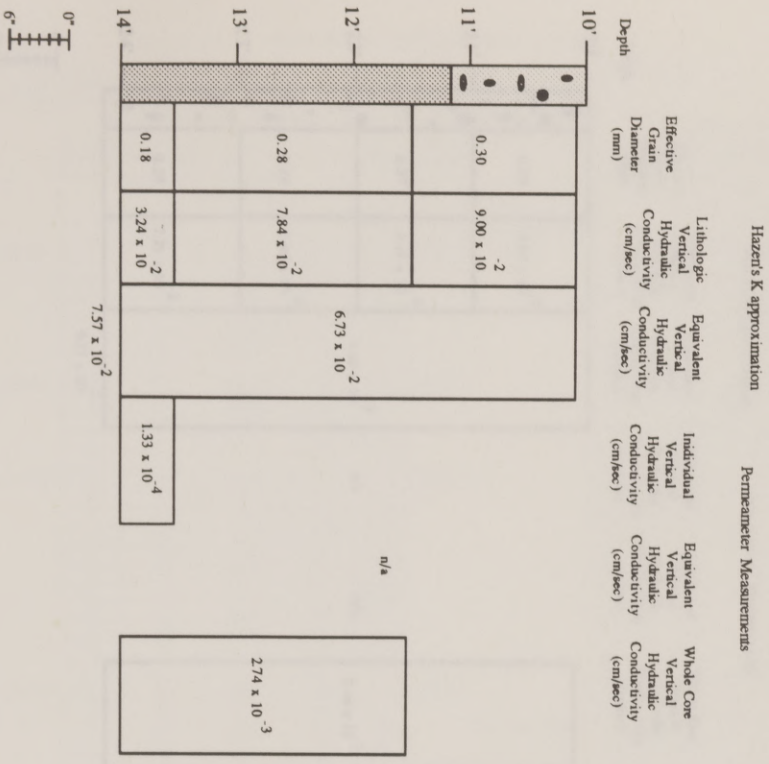 Hazen's K approximation
Permeameter Measurements
Depth
Effective
Grain
Diameter
(mm)
Lithologic
Vertical
Hydraulic
Conductivity
(cm/sec)
Equivalent
Vertical
Hydraulic
Conductivity
(cm/sec)
Inidividual
Vertical
Hydraulic
Conductivity
(cm/sec)
Equivalent
Vertical
Hydraulic
Conductivity
(cm/sec)
Whole Core
Vertical
Hydraulic
Conductivity
(cm/sec)
10'
11'
12'
13'
14'
0.30
0.28
0.18
9.00 x 10 -2
7.84 x 10 -2
3.24 x 10 -2
6.73 x 10 -2
7.57 x 10 -2
1.33 x 10 -4
n/a
2.74 x 10 -3
0"
6"